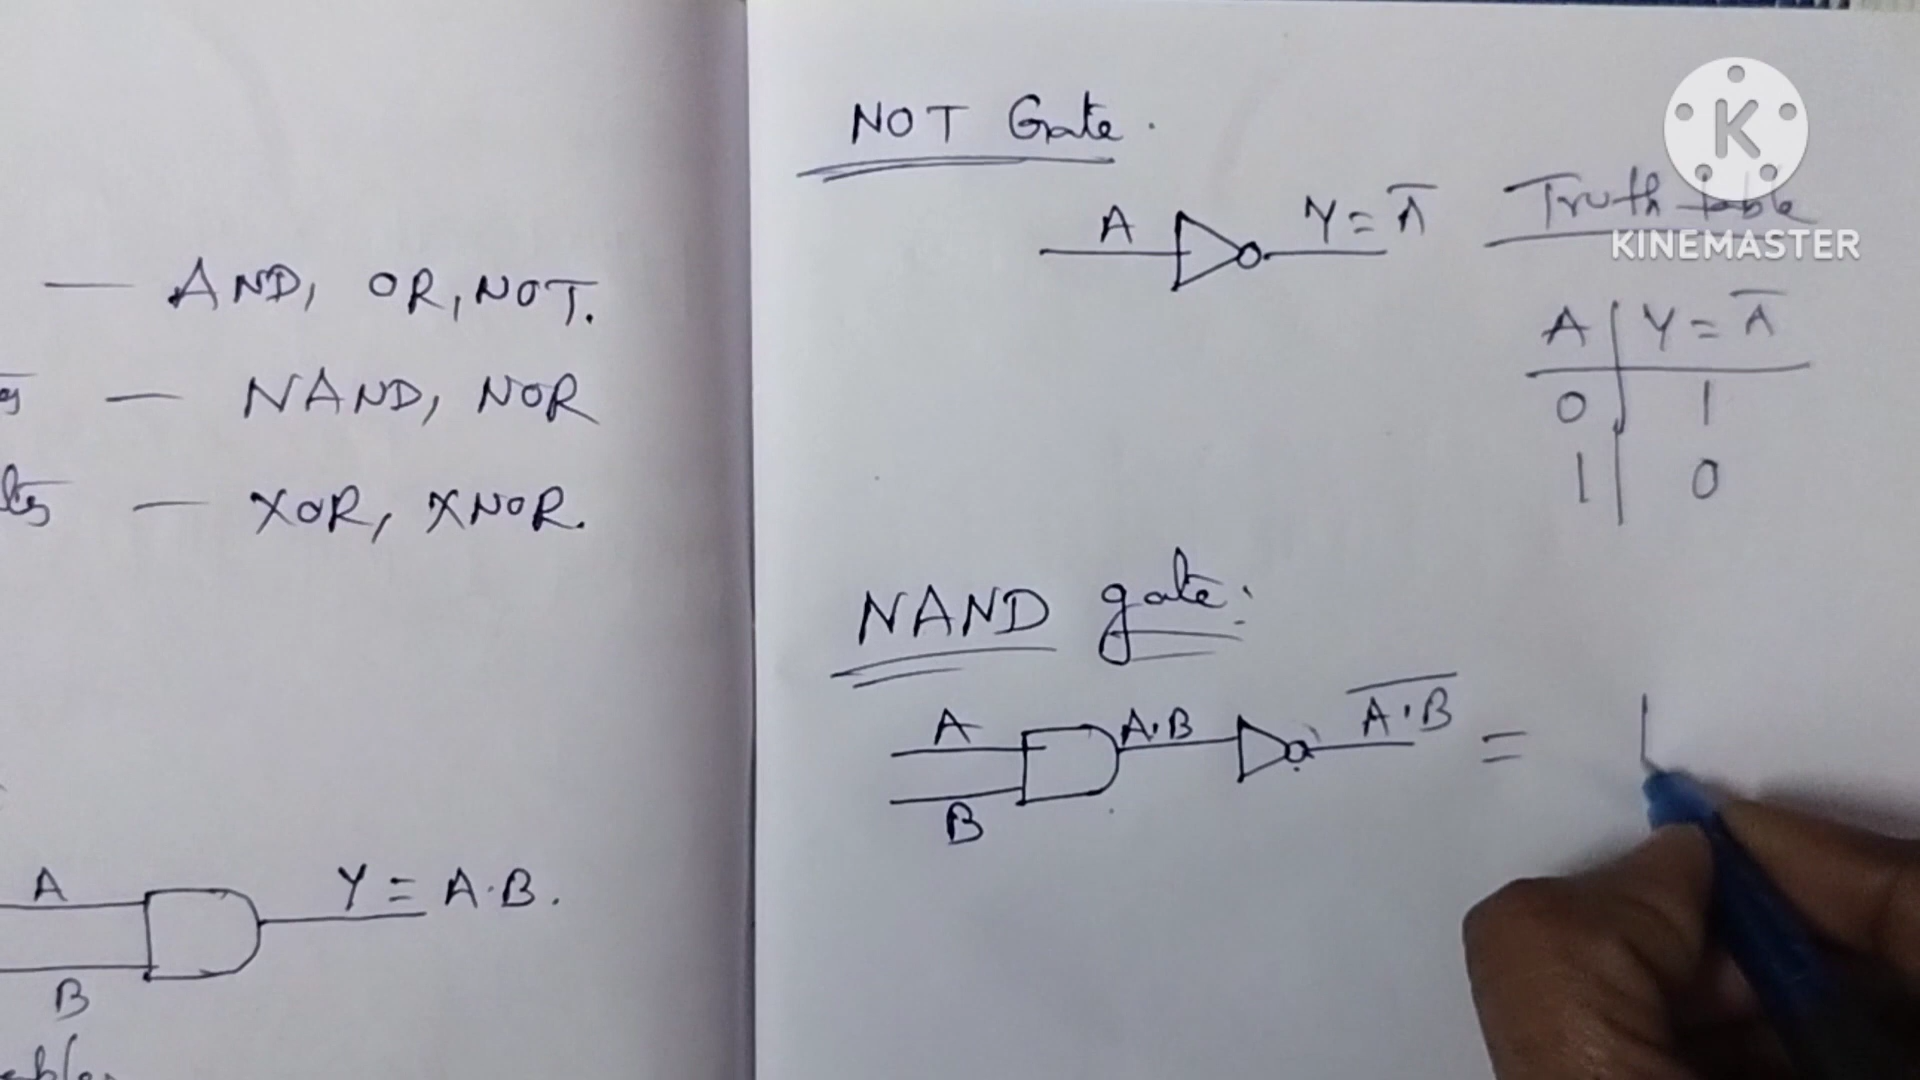 — AND, OR, NOT.
— NAND, NOR
— XOR, XNOR.
A
Y = A.B.
B
NOT Gate.
A
Y = A̅
Truth table
A | Y = A̅
0 | 1
1 | 0
NAND gate:
A
A.B
A̅.̅B̅ =
B
K
KINEMASTER